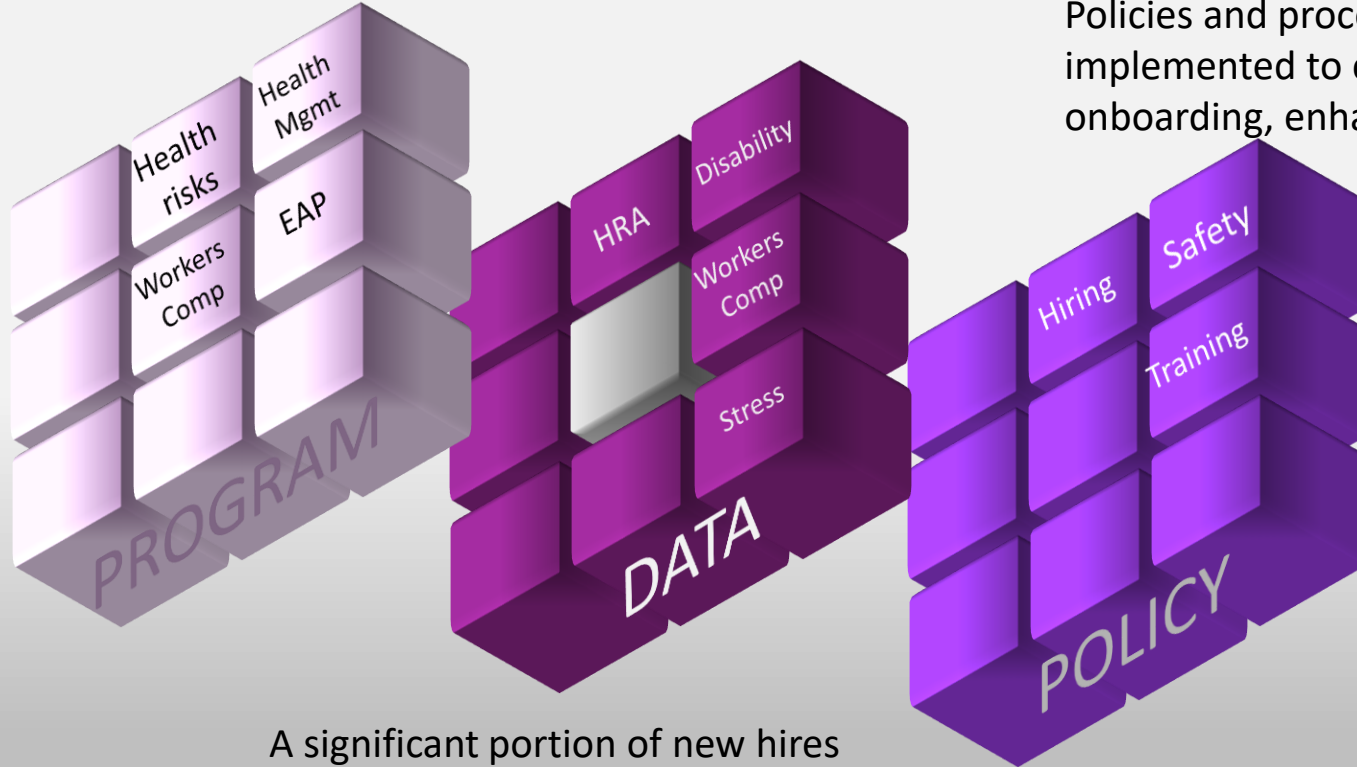 Policies and proce
implemented to
onboarding, enha
Health
Mgmt
Health
risks
EAP
Workers
Comp
PROGRAM
Disability
HRA
Workers
Comp
Stress
DATA
Safety
Hiring
Training
POLICY
A significant portion of new hires